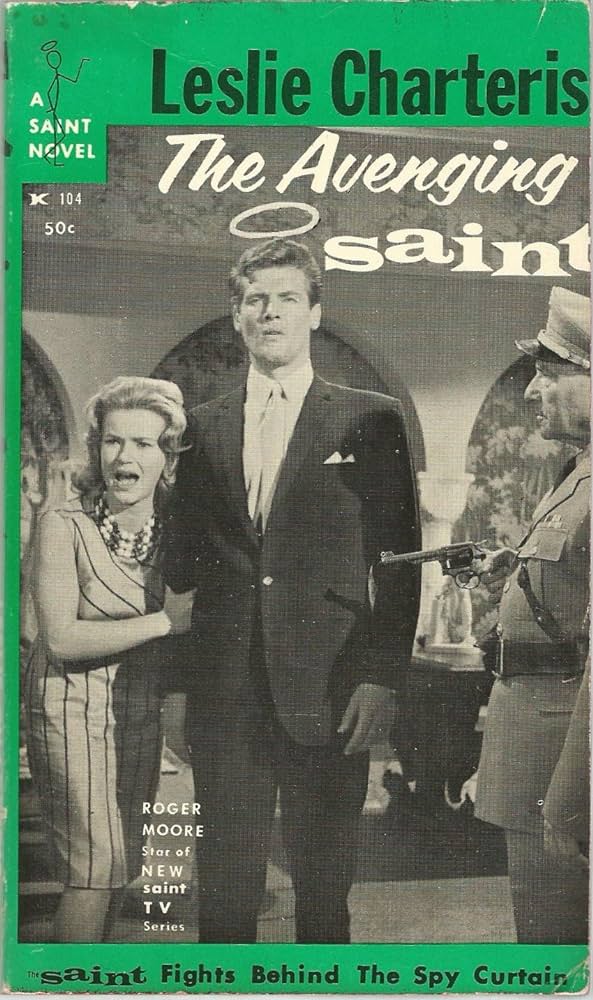 Leslie Charteris
A
SAINT
NOVEL
The Avenging
saint
K 104
50c
ROGER
MOORE
Star of
NEW
saint
TV
Series
The saint Fights Behind The Spy Curtain